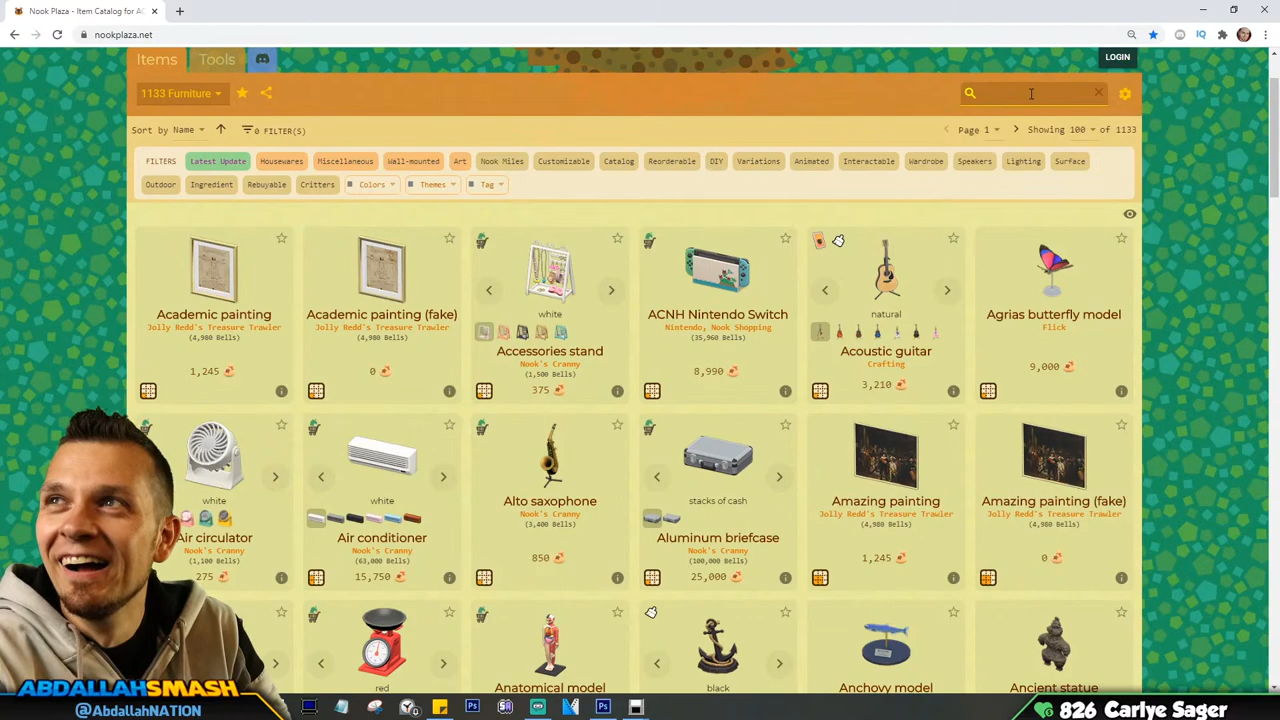 Nook Plaza - Item Catalog for AC
nookplaza.net
Items
Tools
LOGIN
1133 Furniture
Sort by Name
0 FILTER(S)
Page 1
Showing 100 of 1133
FILTERS
Latest Update
Housewares
Miscellaneous
Wall-mounted
Art
Nook Miles
Customizable
Catalog
Reorderable
DIY
Variations
Animated
Interactable
Wardrobe
Speakers
Lighting
Surface
Outdoor
Ingredient
Rebuyable
Critters
Colors
Themes
Tag
Academic painting
Jolly Redd's Treasure Trawler
(4,980 Bells)
1,245
Academic painting (fake)
Jolly Redd's Treasure Trawler
(4,980 Bells)
0
white
Accessories stand
Nook's Cranny
(1,500 Bells)
375
ACNH Nintendo Switch
Nintendo, Nook Shopping
(35,960 Bells)
8,990
natural
Acoustic guitar
Crafting
3,210
Agrias butterfly model
Flick
9,000
white
Air circulator
Nook's Cranny
(1,100 Bells)
275
white
Air conditioner
Nook's Cranny
(63,000 Bells)
15,750
Alto saxophone
Nook's Cranny
(3,400 Bells)
850
stacks of cash
Aluminum briefcase
Nook's Cranny
(100,000 Bells)
25,000
Amazing painting
Jolly Redd's Treasure Trawler
(4,980 Bells)
1,245
Amazing painting (fake)
Jolly Redd's Treasure Trawler
(4,980 Bells)
0
red
Anatomical model
black
Anchovy model
Ancient statue
ABDALLAHSMASH
@AbdallahNATION
826 Carlye Sager